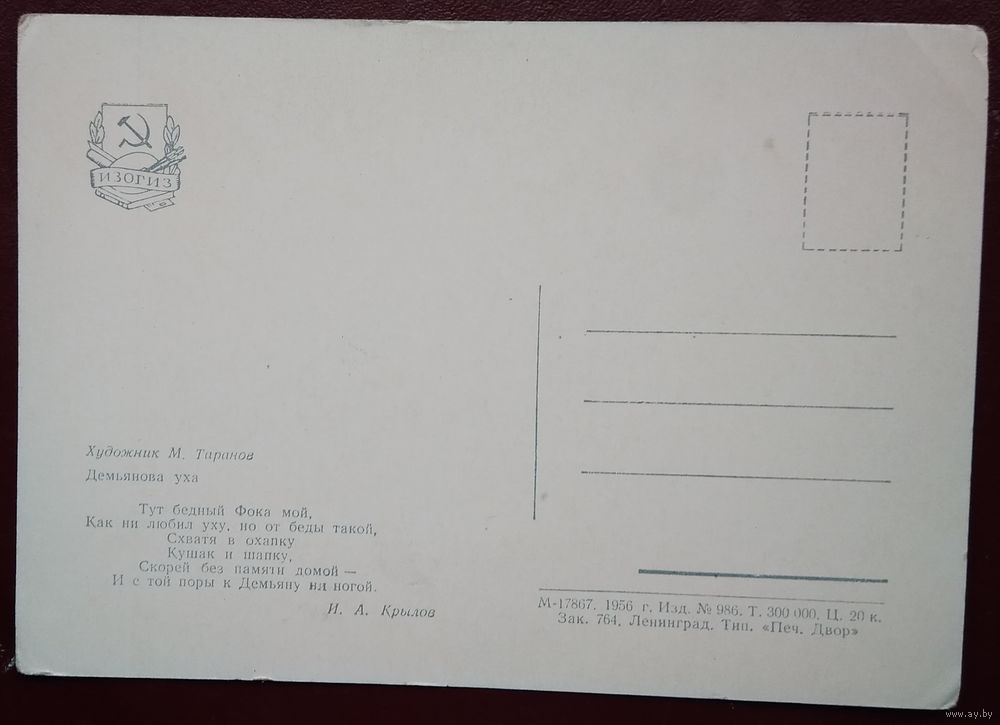 ИЗОГИЗ
Художник М. Таранов
Демьянова уха
Тут бедный Фока мой,
Как ни любил уху, но от беды такой,
Схватя в охапку
Кушак и шапку,
Скорей без памяти домой —
И с той поры к Демьяну ни ногой.
И. А. Крылов
М-17867. 1956 г. Изд. № 986. Т. 300 000. Ц. 20 к.
Зак. 764. Ленинград. Тип. «Печ. Двор»
www.ay.by